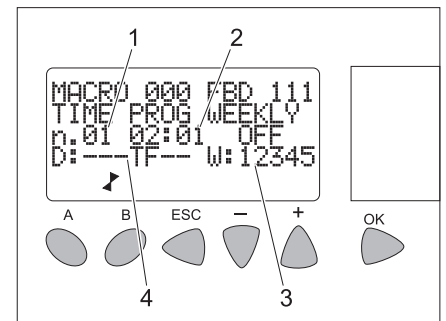 1 2
MACRO 000 FBD 111
TIME PROG WEEKLY
n.01 02:01 OFF
D:----TF-- W:12345
A B ESC − + OK
4 3